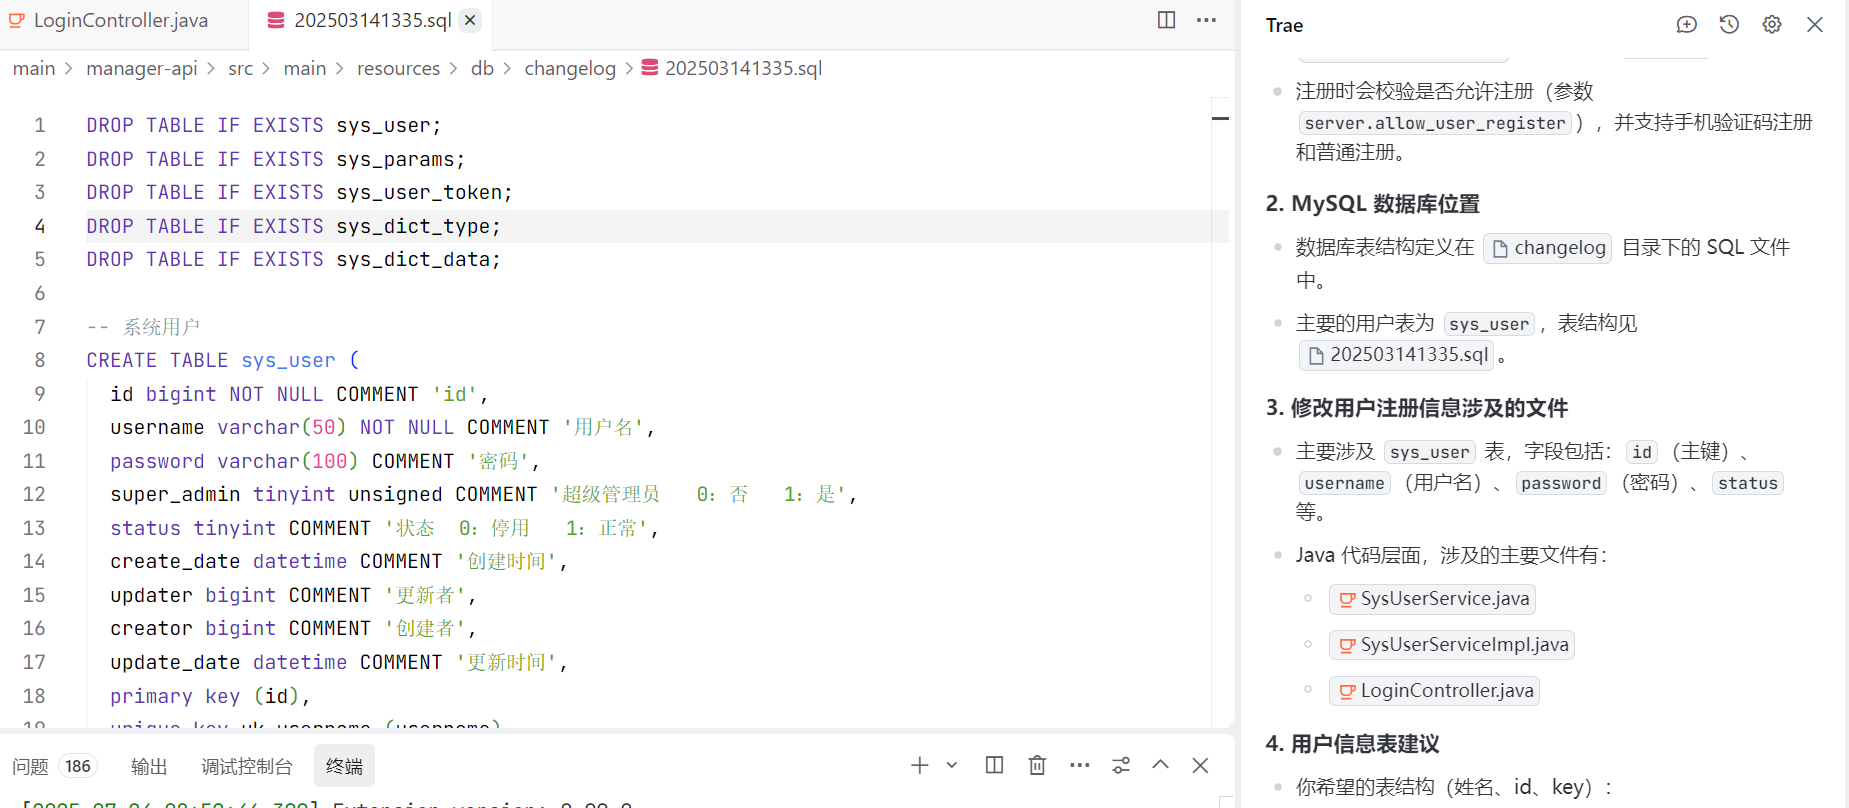 LoginController.java
202503141335.sql
main > manager-api > src > main > resources > db > changelog > 202503141335.sql
1 DROP TABLE IF EXISTS sys_user;
2 DROP TABLE IF EXISTS sys_params;
3 DROP TABLE IF EXISTS sys_user_token;
4 DROP TABLE IF EXISTS sys_dict_type;
5 DROP TABLE IF EXISTS sys_dict_data;
6
7 -- 系统用户
8 CREATE TABLE sys_user (
9 id bigint NOT NULL COMMENT 'id',
10 username varchar(50) NOT NULL COMMENT '用户名',
11 password varchar(100) COMMENT '密码',
12 super_admin tinyint unsigned COMMENT '超级管理员 0：否 1：是',
13 status tinyint COMMENT '状态 0：停用 1：正常',
14 create_date datetime COMMENT '创建时间',
15 updater bigint COMMENT '更新者',
16 creator bigint COMMENT '创建者',
17 update_date datetime COMMENT '更新时间',
18 primary key (id),
19 unique key uk_username (username)
问题 186 输出 调试控制台 终端
Trae
注册时会校验是否允许注册（参数
server.allow_user_register），并支持手机验证码注册
和普通注册。
2. MySQL 数据库位置
数据库表结构定义在 changelog 目录下的 SQL 文件
中。
主要的用户表为 sys_user，表结构见
202503141335.sql。
3. 修改用户注册信息涉及的文件
主要涉及 sys_user 表，字段包括：id（主键）、
username（用户名）、password（密码）、status
等。
Java 代码层面，涉及的主要文件有：
SysUserService.java
SysUserServiceImpl.java
LoginController.java
4. 用户信息表建议
你希望的表结构（姓名、id、key）：